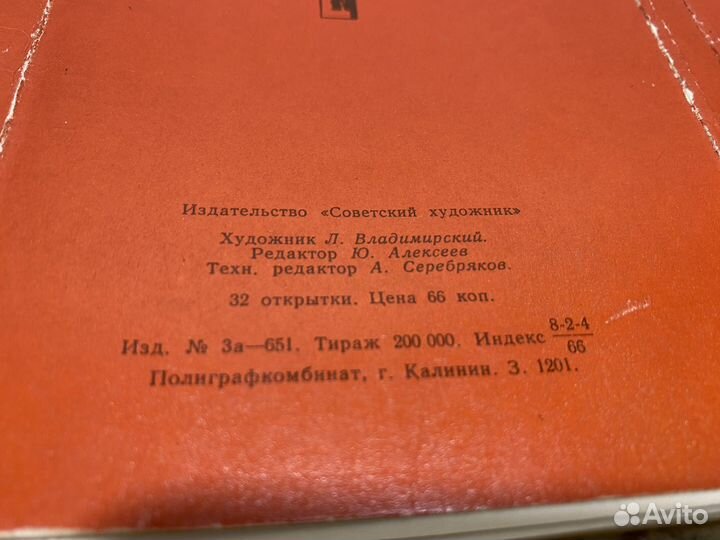 Издательство «Советский художник»
Художник Л. Владимирский.
Редактор Ю. Алексеев
Техн. редактор А. Серебряков.
32 открытки. Цена 66 коп.
Изд. № 3а—651. Тираж 200 000. Индекс 8-2-4/66
Полиграфкомбинат, г. Калинин. З. 1201.
Avito